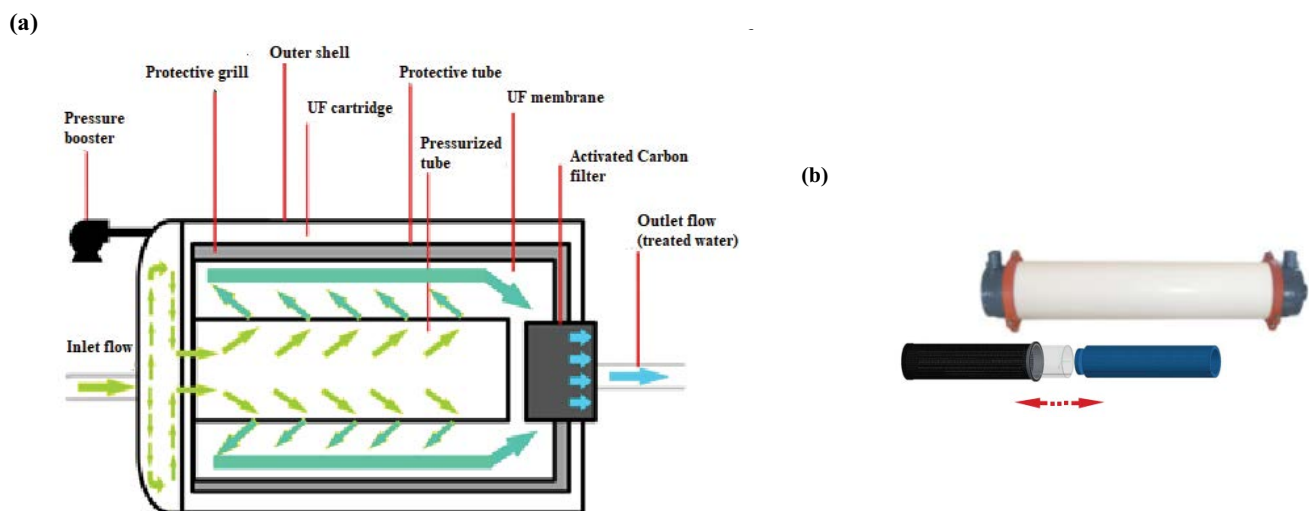 (a)
Outer shell
Protective grill
Protective tube
UF cartridge
UF membrane
Pressure
booster
Pressurized
tube
Activated Carbon
filter
(b)
Outlet flow
(treated water)
Inlet flow